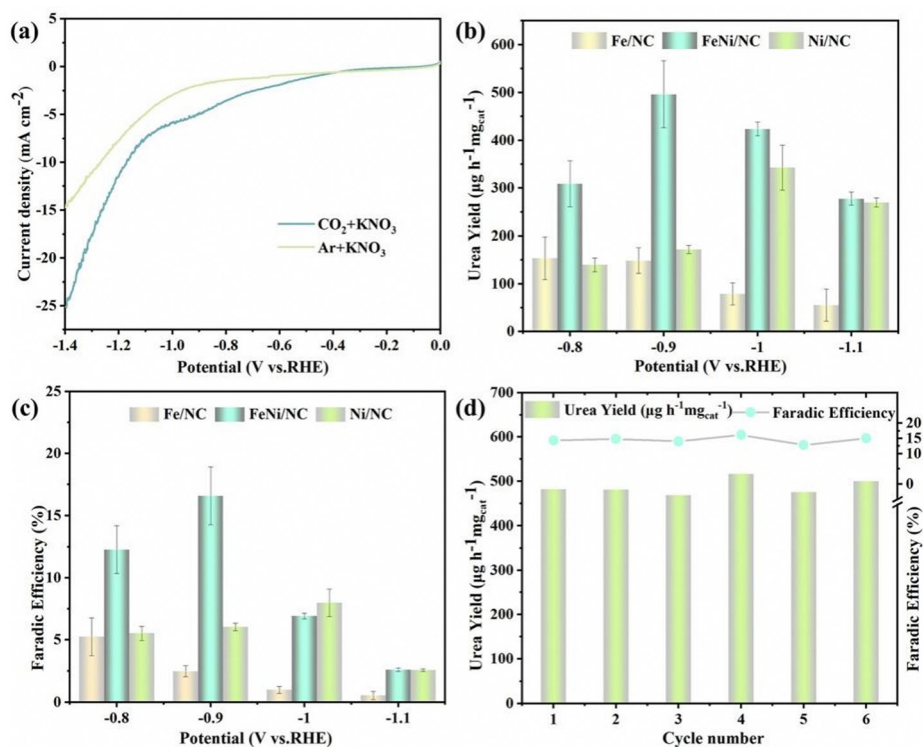 (a)
5
0
-5
-10
-15
-20
-25
Current density (mA cm⁻²)
CO₂+KNO₃
Ar+KNO₃
-1.4 -1.2 -1.0 -0.8 -0.6 -0.4 -0.2 0.0
Potential (V vs.RHE)
(b)
Fe/NC FeNi/NC Ni/NC
600
500
400
300
200
100
0
Urea Yield (µg h⁻¹mg_cat⁻¹)
-0.8 -0.9 -1 -1.1
Potential (V vs.RHE)
(c)
Fe/NC FeNi/NC Ni/NC
25
20
15
10
5
0
Faradic Efficiency (%)
-0.8 -0.9 -1 -1.1
Potential (V vs.RHE)
(d)
Urea Yield (µg h⁻¹mg_cat⁻¹) Faradic Efficiency
700
600
500
400
300
200
100
0
Urea Yield (µg h⁻¹mg_cat⁻¹)
20
15
10
0
Faradic Efficiency (%)
1 2 3 4 5 6
Cycle number